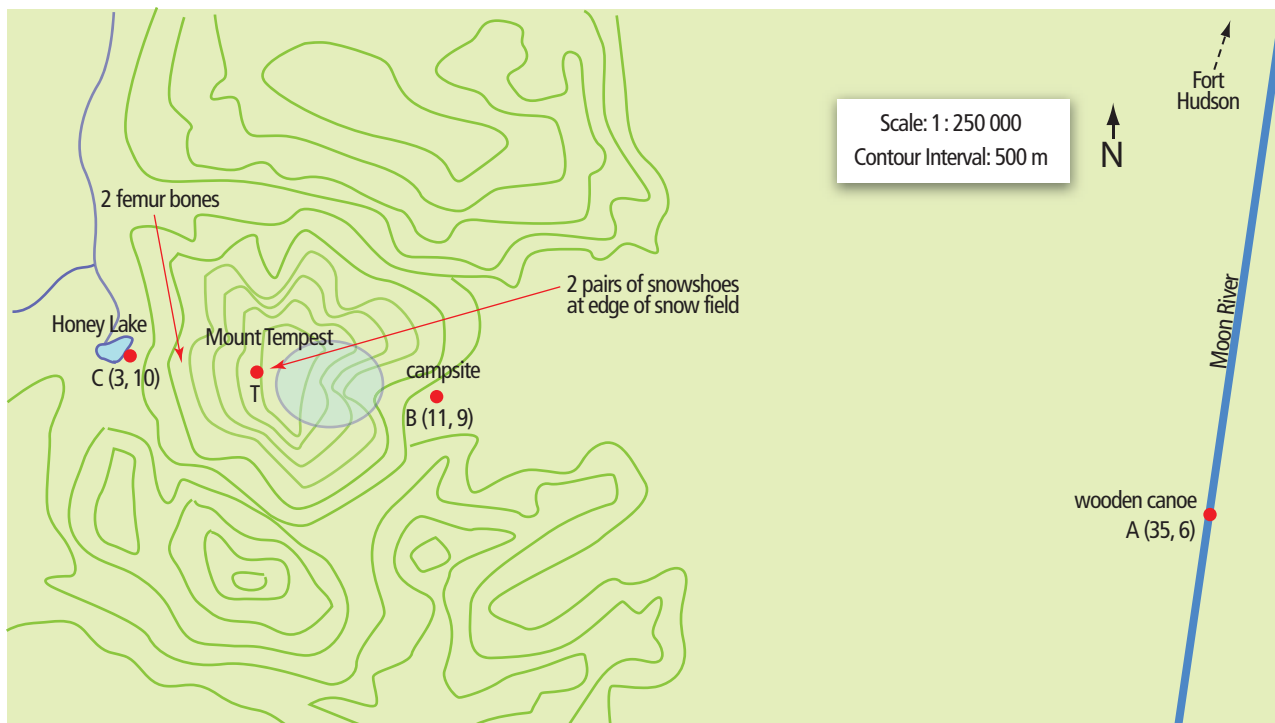 Fort
Hudson
Scale: 1 : 250 000
Contour Interval: 500 m
N
2 femur bones
2 pairs of snowshoes
at edge of snow field
Moon River
Honey Lake
Mount Tempest
C (3, 10)
T
campsite
B (11, 9)
wooden canoe
A (35, 6)